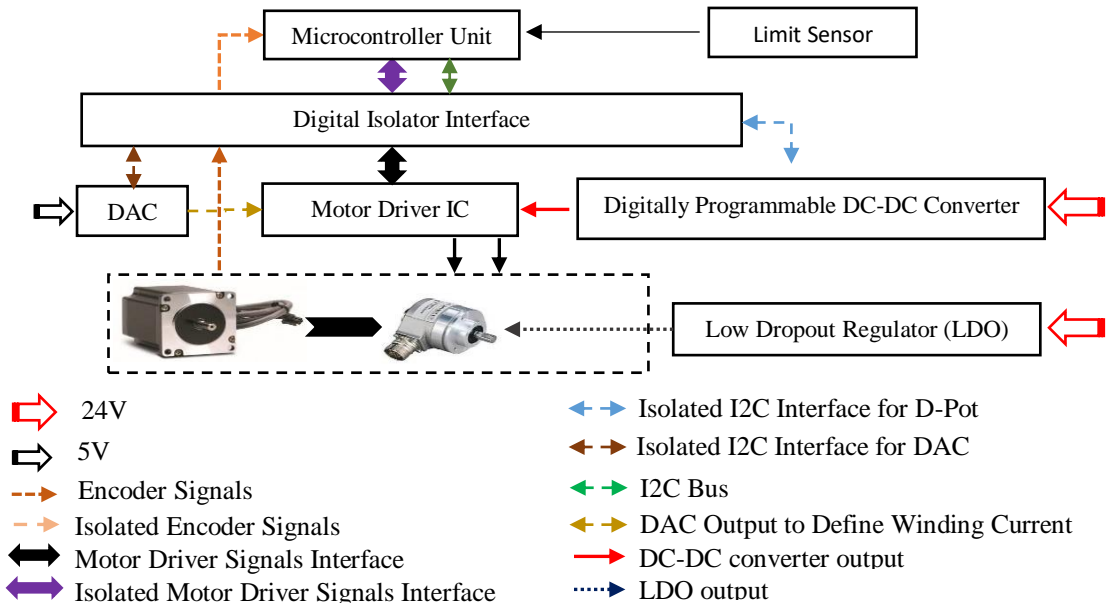 Microcontroller Unit
Limit Sensor
Digital Isolator Interface
DAC
Motor Driver IC
Digitally Programmable DC-DC Converter
Low Dropout Regulator (LDO)
24V
5V
Encoder Signals
Isolated Encoder Signals
Motor Driver Signals Interface
Isolated Motor Driver Signals Interface
Isolated I2C Interface for D-Pot
Isolated I2C Interface for DAC
I2C Bus
DAC Output to Define Winding Current
DC-DC converter output
LDO output